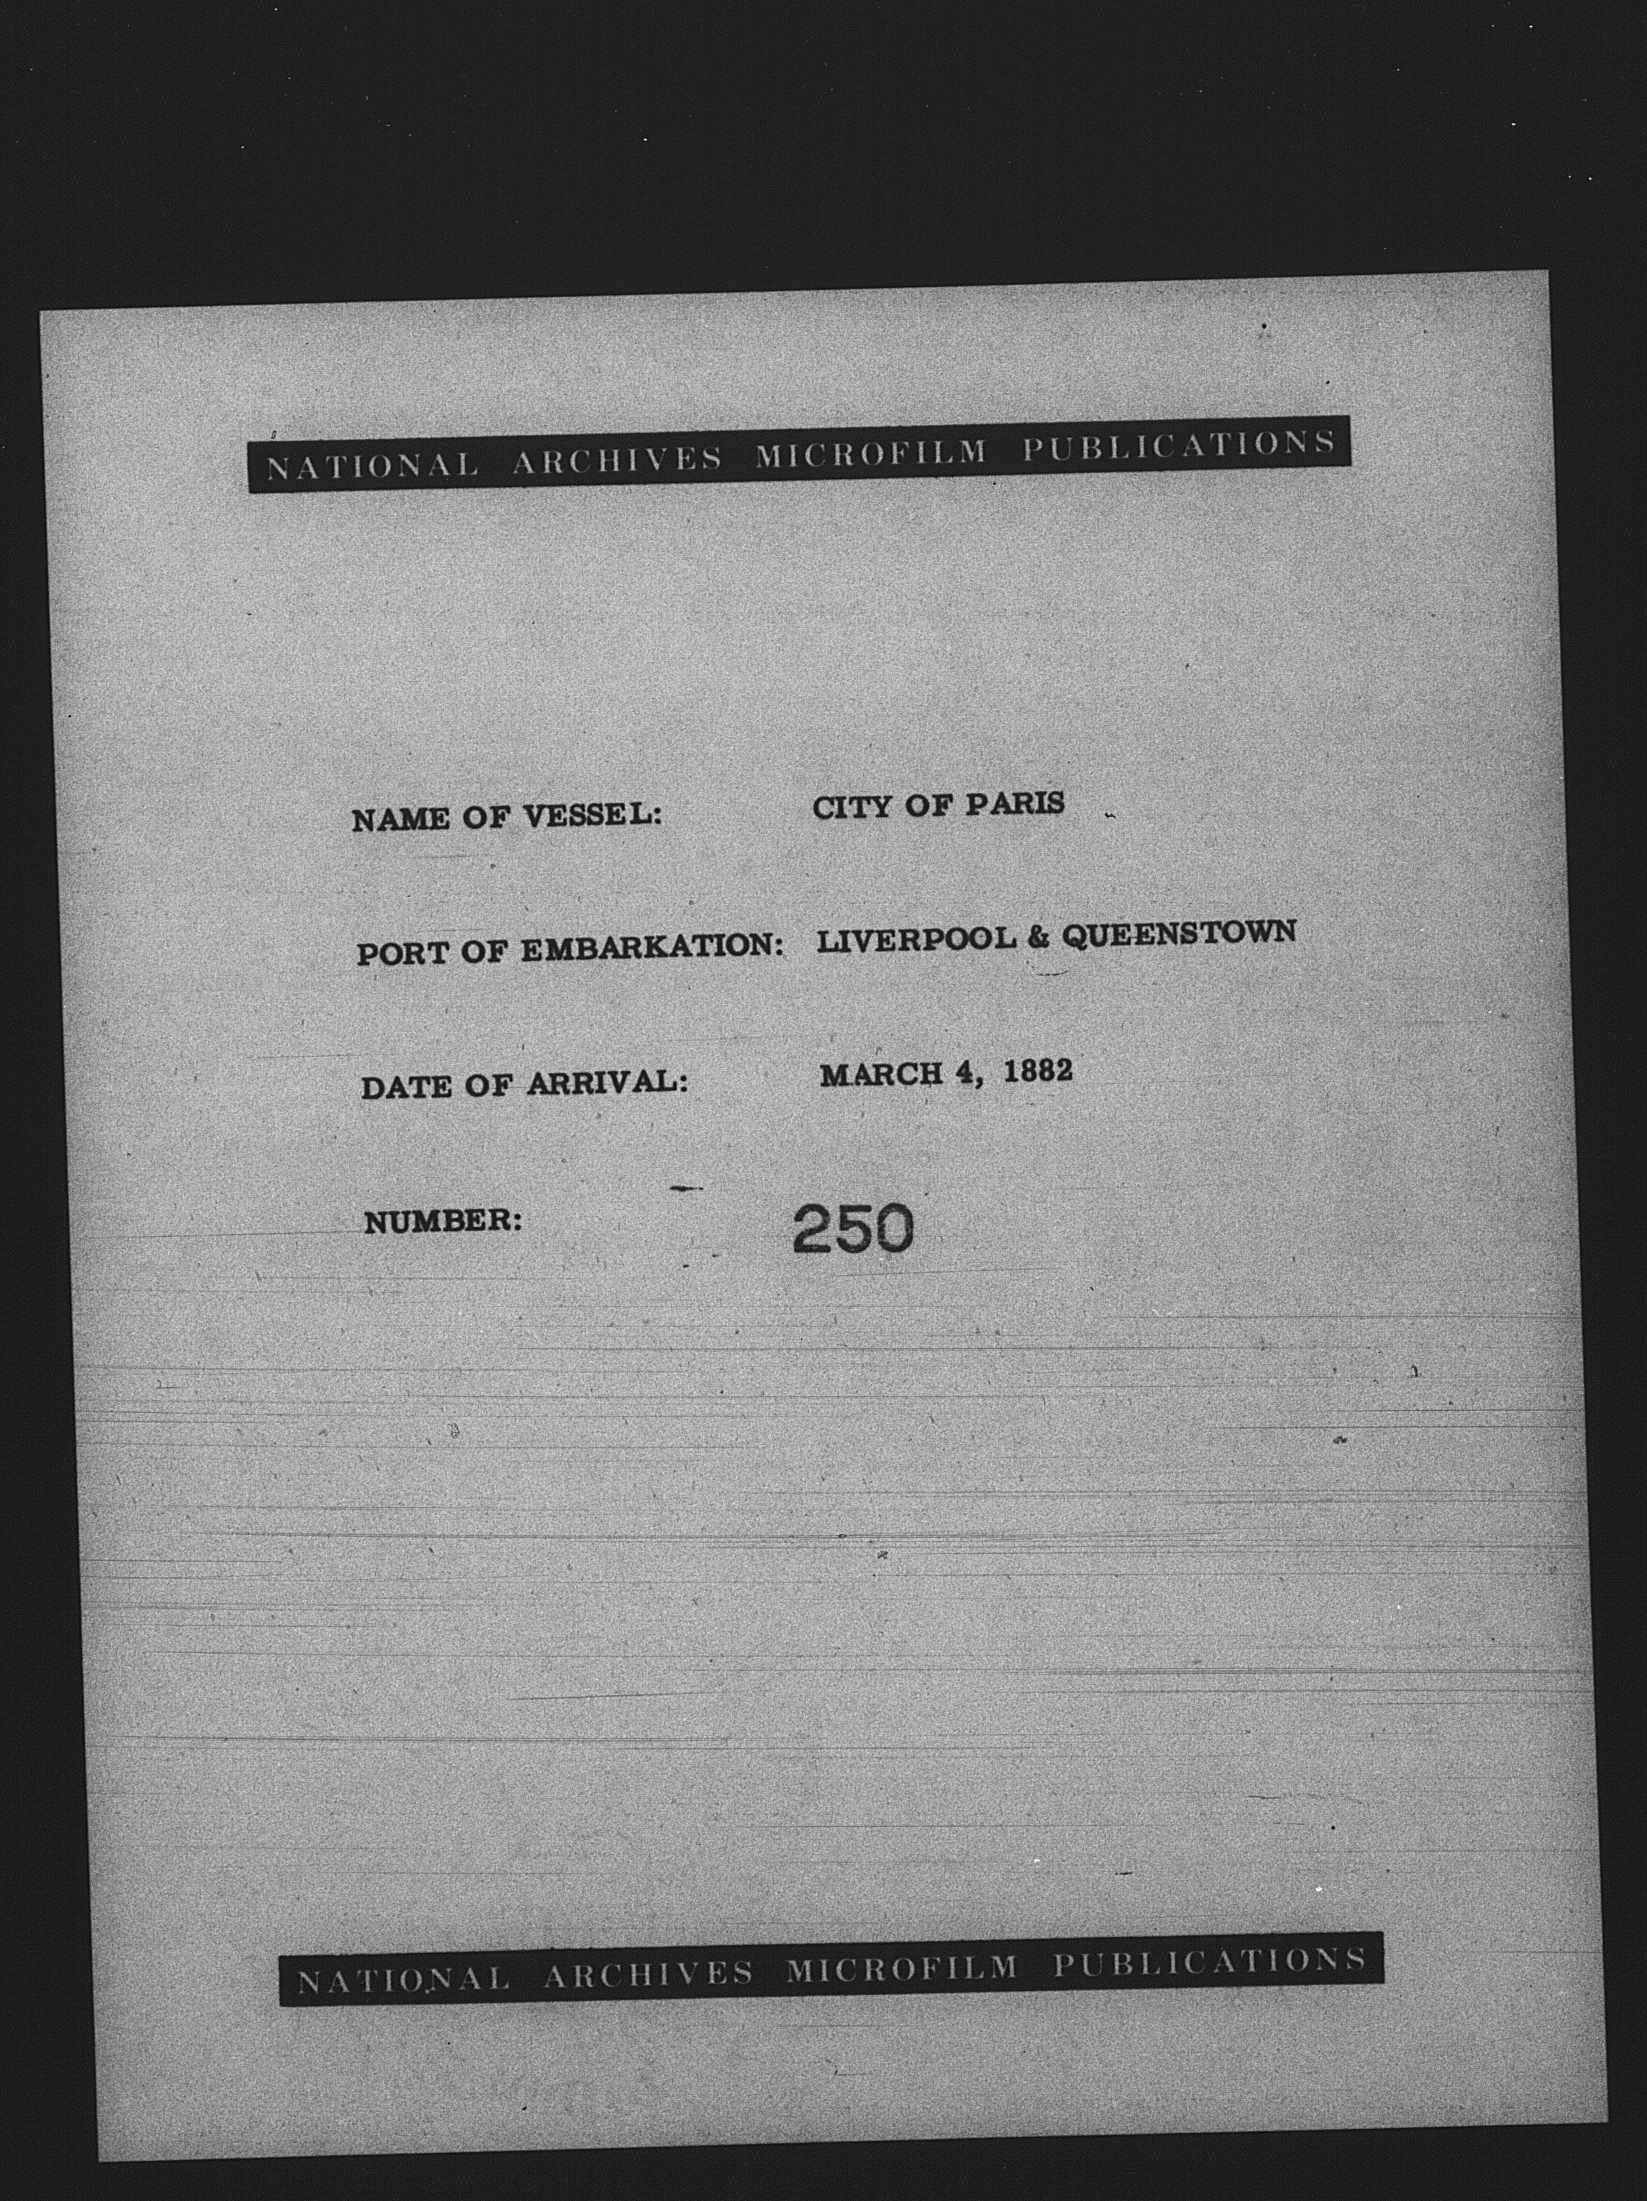 NATIONAL ARCHIVES MICROFILM PUBLICATIONS
NAME OF VESSEL: CITY OF PARIS
PORT OF EMBARKATION: LIVERPOOL & QUEENSTOWN
DATE OF ARRIVAL: MARCH 4, 1882
NUMBER: 250
NATIONAL ARCHIVES MICROFILM PUBLICATIONS